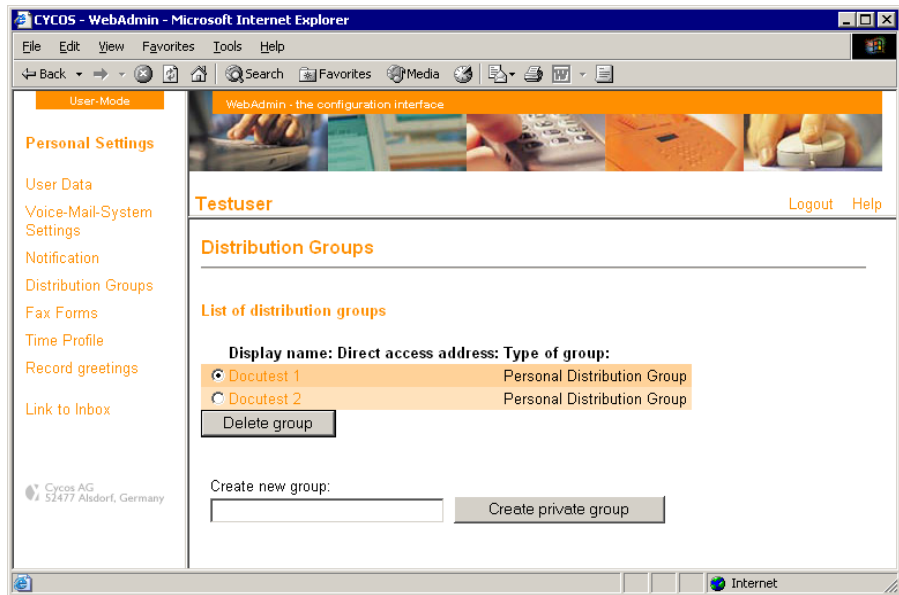 CYCOS - WebAdmin - Microsoft Internet Explorer
File Edit View Favorites Tools Help
Back Search Favorites Media
User-Mode
WebAdmin - the configuration interface
Personal Settings
User Data
Voice-Mail-System
Settings
Notification
Distribution Groups
Fax Forms
Time Profile
Record greetings
Link to Inbox
Cycos AG
52477 Alsdorf, Germany
Testuser Logout Help
Distribution Groups
List of distribution groups
Display name: Direct access address: Type of group:
Docutest 1 Personal Distribution Group
Docutest 2 Personal Distribution Group
Delete group
Create new group:
Create private group
Internet